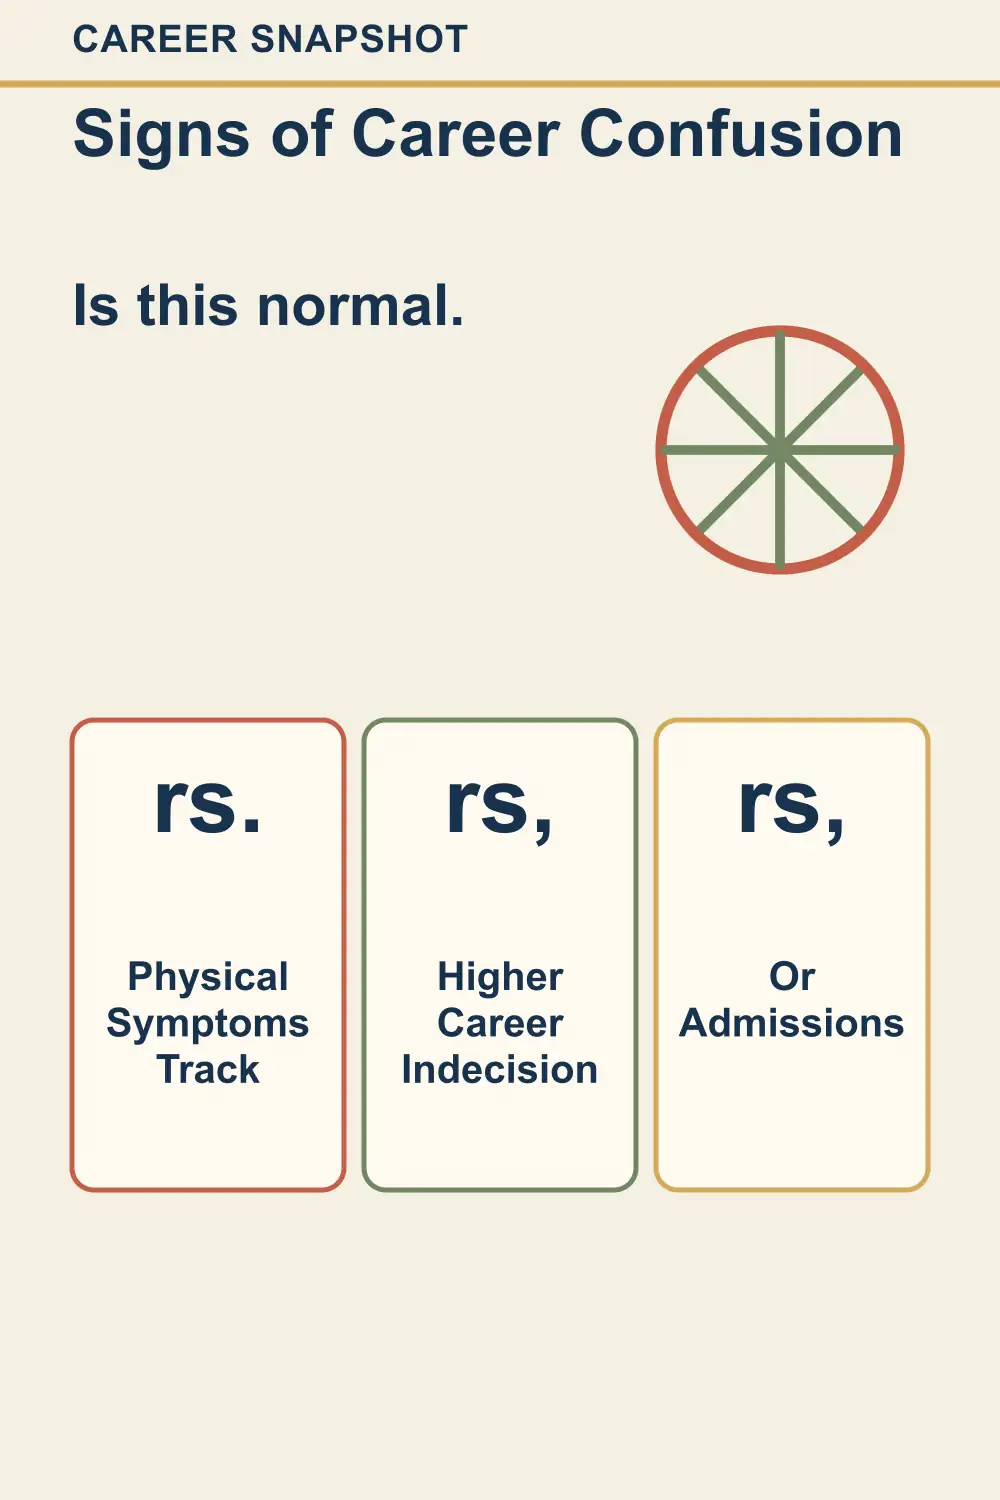 CAREER SNAPSHOT
Signs of Career Confusion
Is this normal.
rs.
Physical
Symptoms
Track
rs,
Higher
Career
Indecision
rs,
Or
Admissions